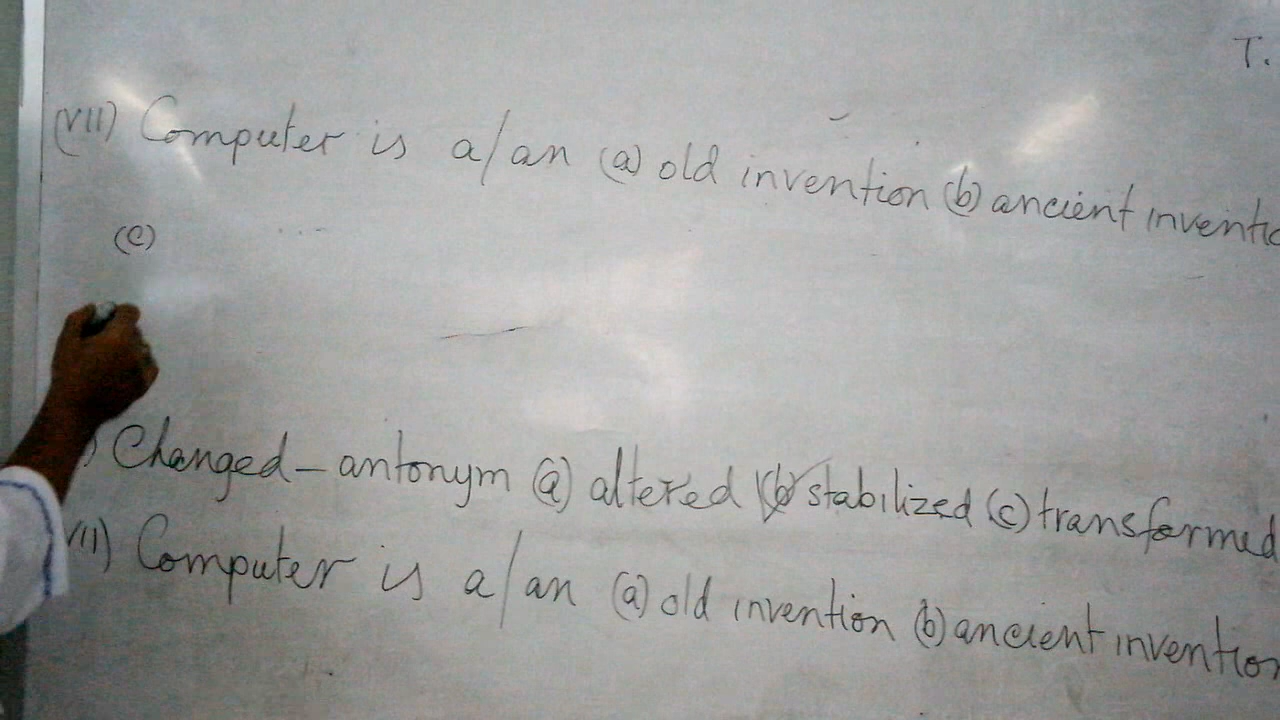 T.
(VII) Computer is a/an (a) old invention (b) ancient inventio
(c)
) Changed - antonym (a) altered (b) stabilized (c) transformed
VII) Computer is a/an (a) old invention (b) ancient invention